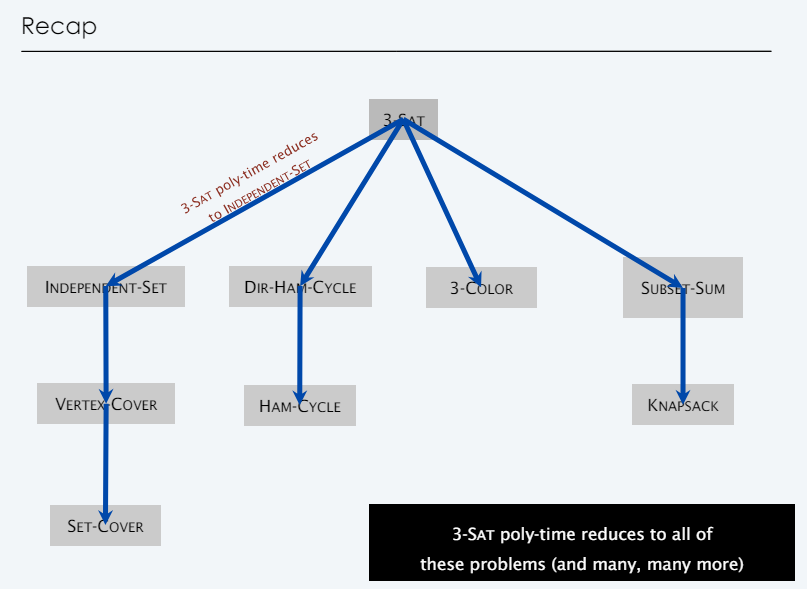 Recap
3-SAT
3-SAT poly-time reduces
to INDEPENDENT-SET
INDEPENDENT-SET
DIR-HAM-CYCLE
3-COLOR
SUBSET-SUM
VERTEX-COVER
HAM-CYCLE
KNAPSACK
SET-COVER
3-SAT poly-time reduces to all of
these problems (and many, many more)